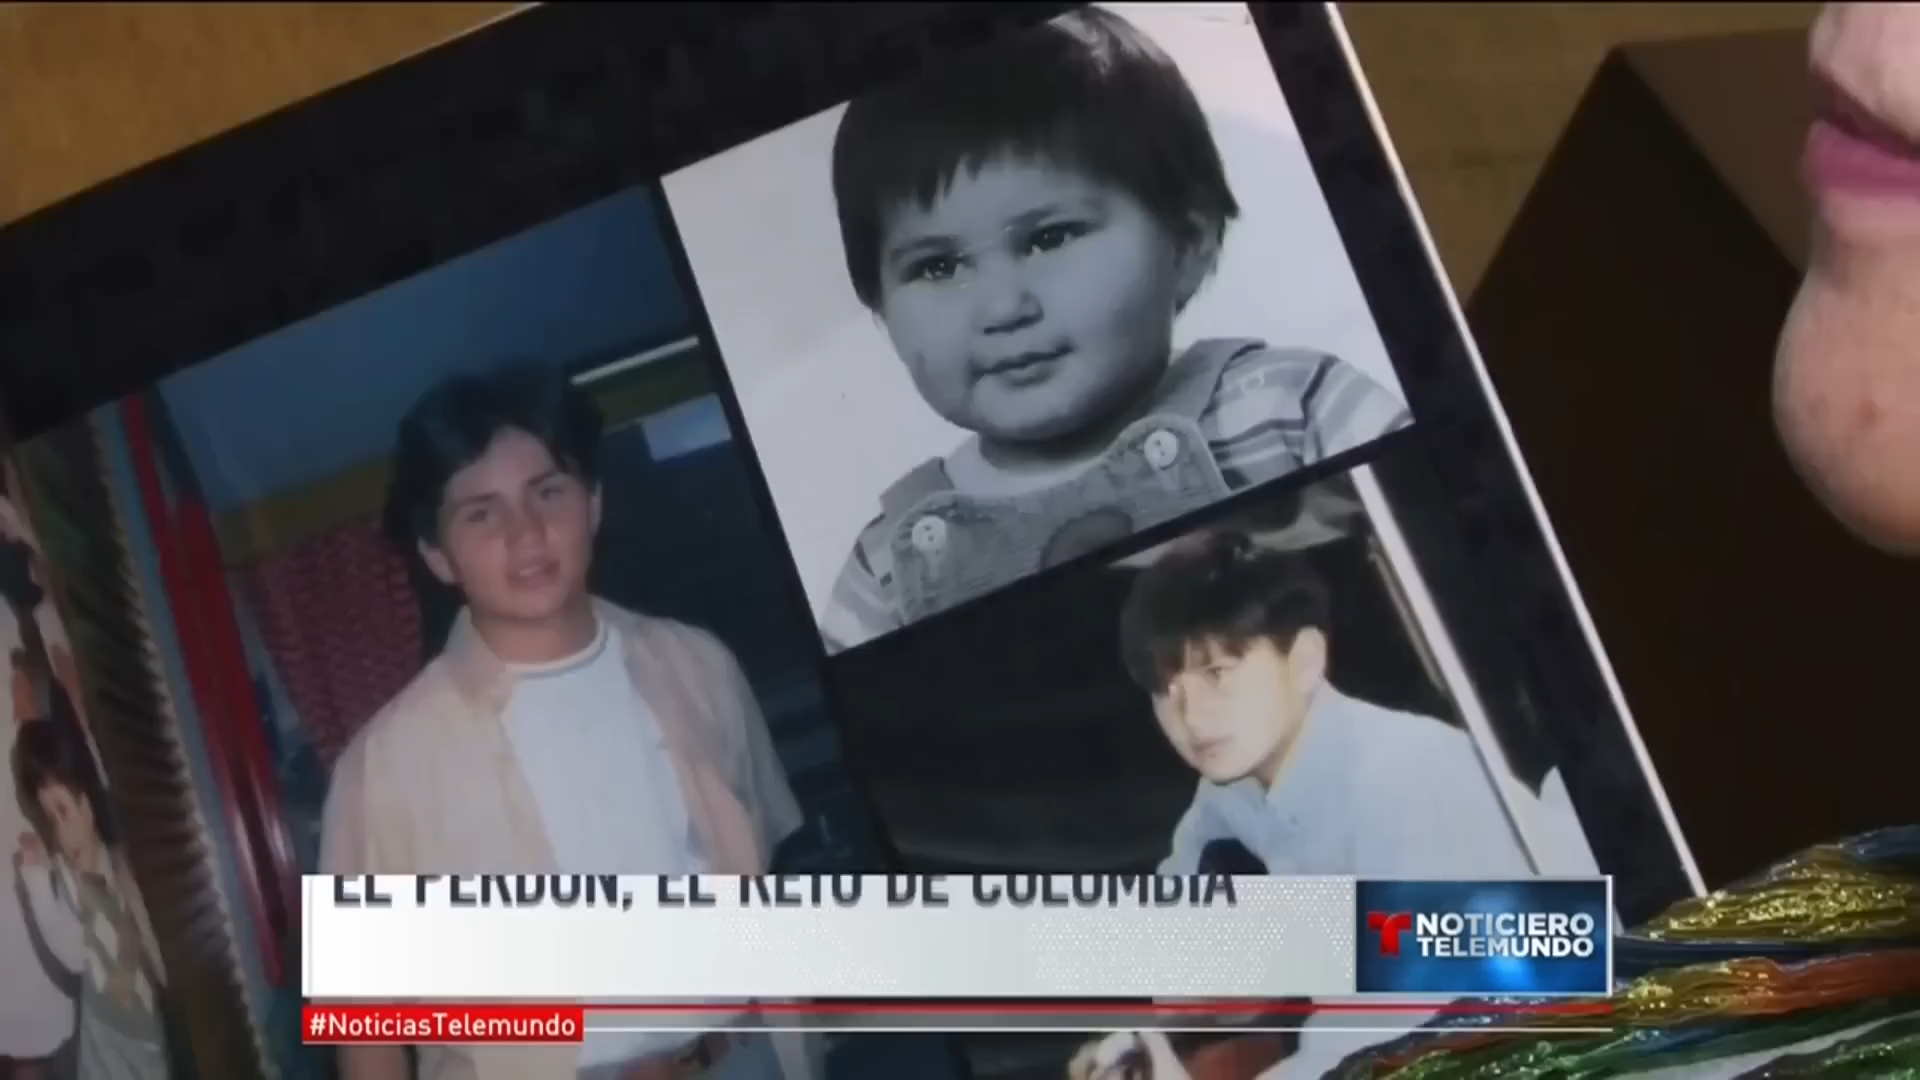 EL PERDÓN, EL RETO DE COLOMBIA
NOTICIERO
TELEMUNDO
#NoticiasTelemundo